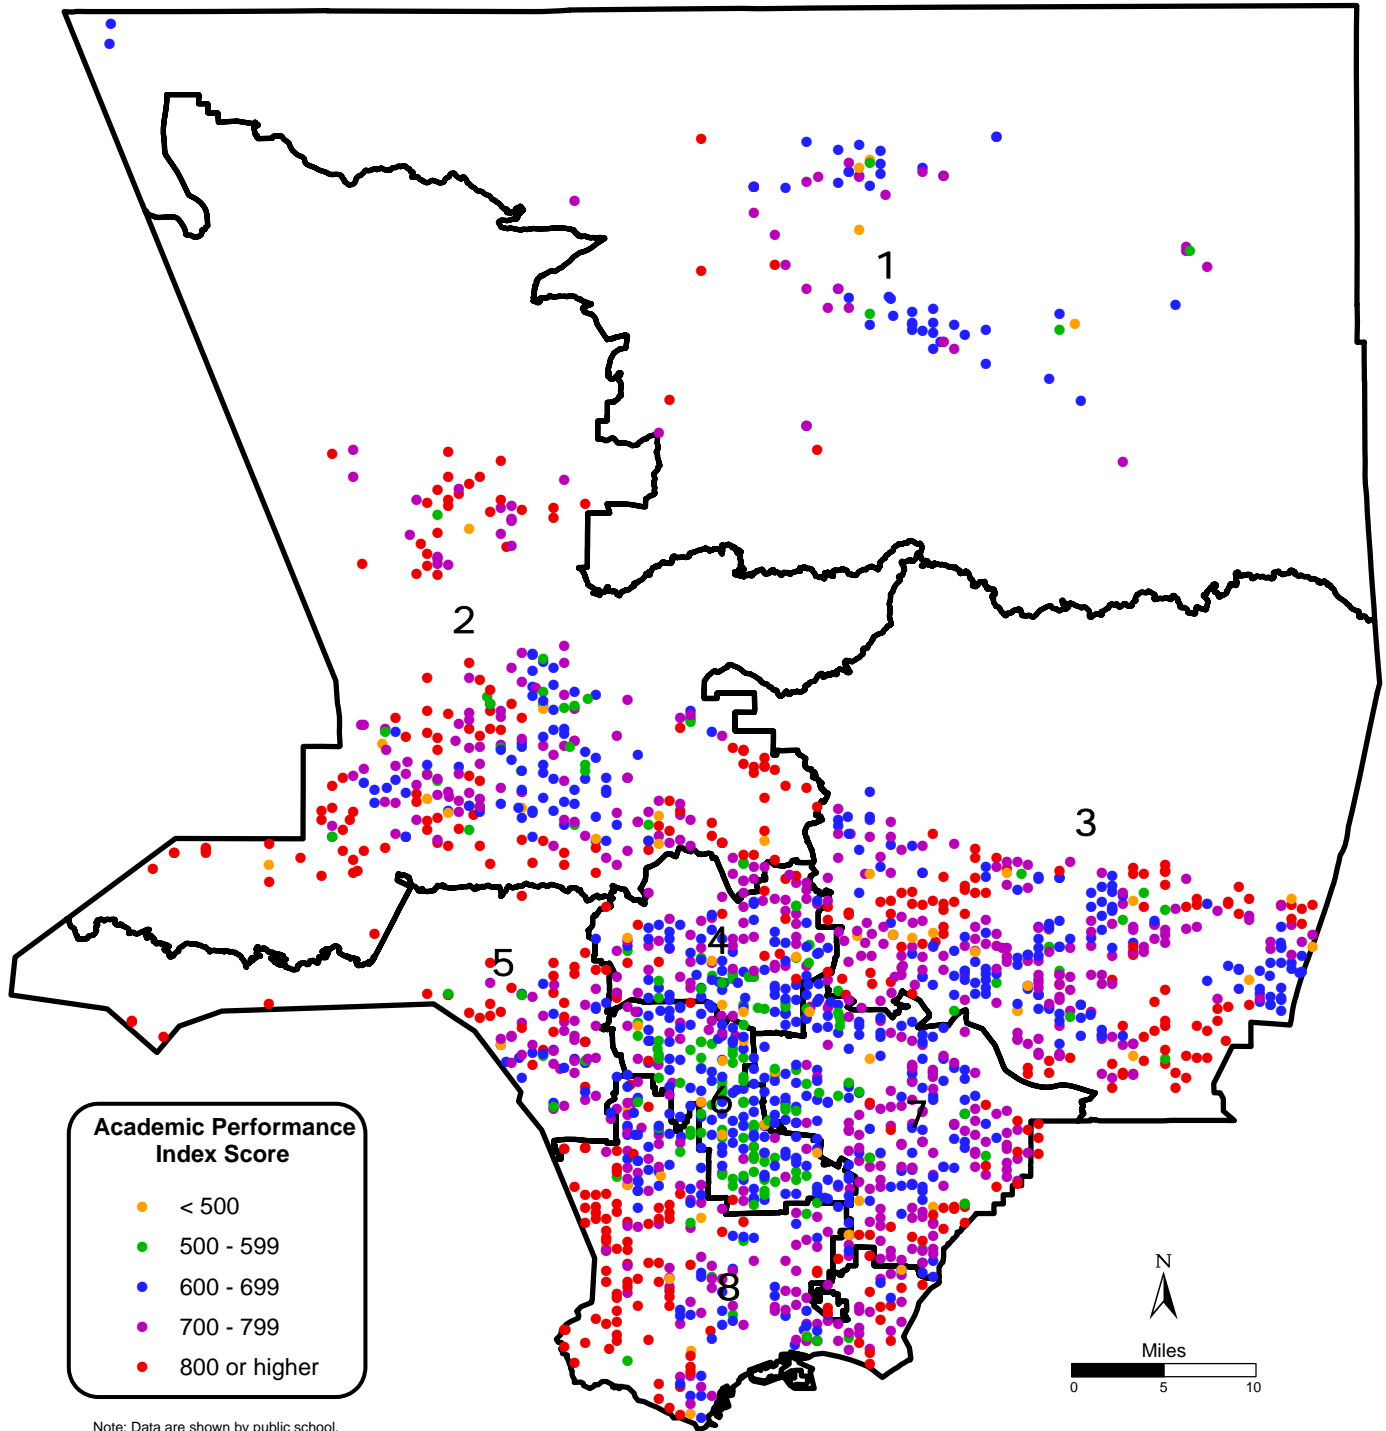 1
2
3
4
5
6
7
8
Academic Performance
Index Score
< 500
500 - 599
600 - 699
700 - 799
800 or higher
N
Miles
0 5 10
Note: Data are shown by public school.